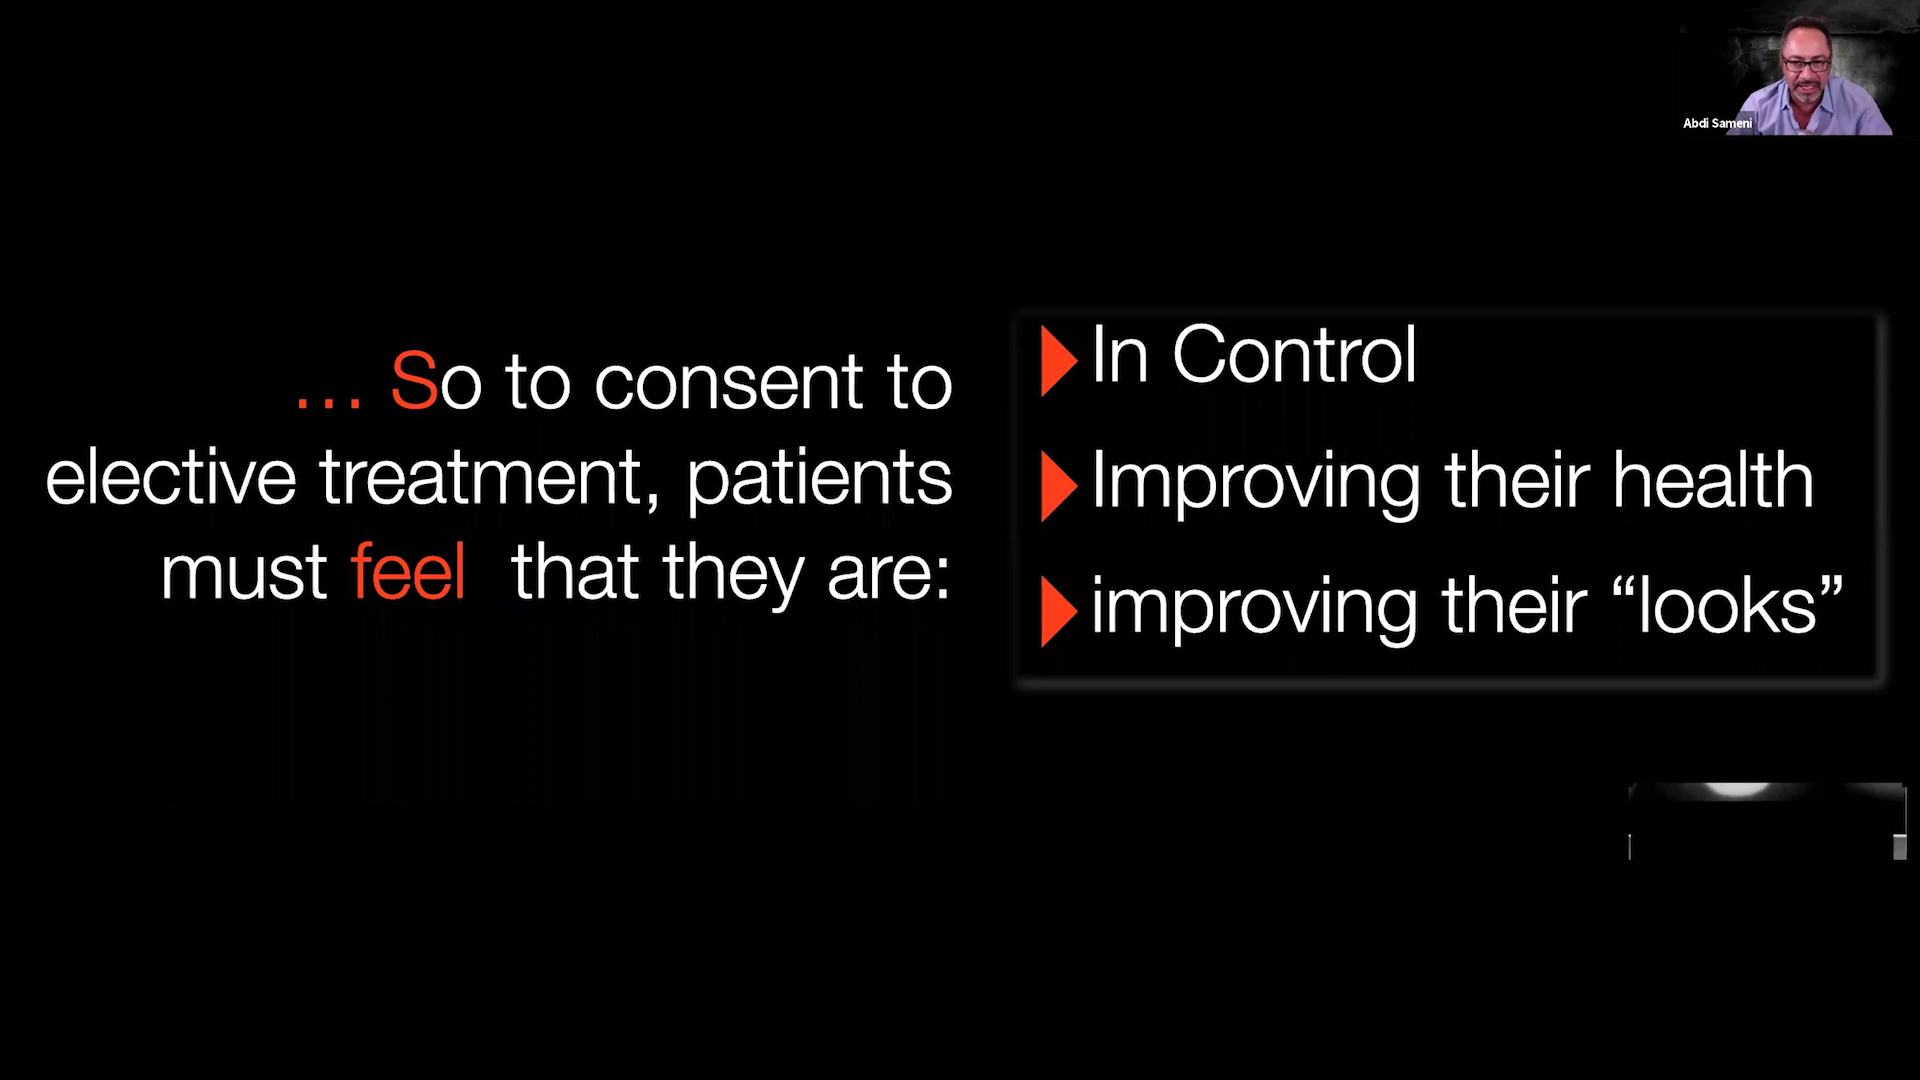 Abdi Sameni
… So to consent to
elective treatment, patients
must feel that they are:
In Control
Improving their health
improving their “looks”